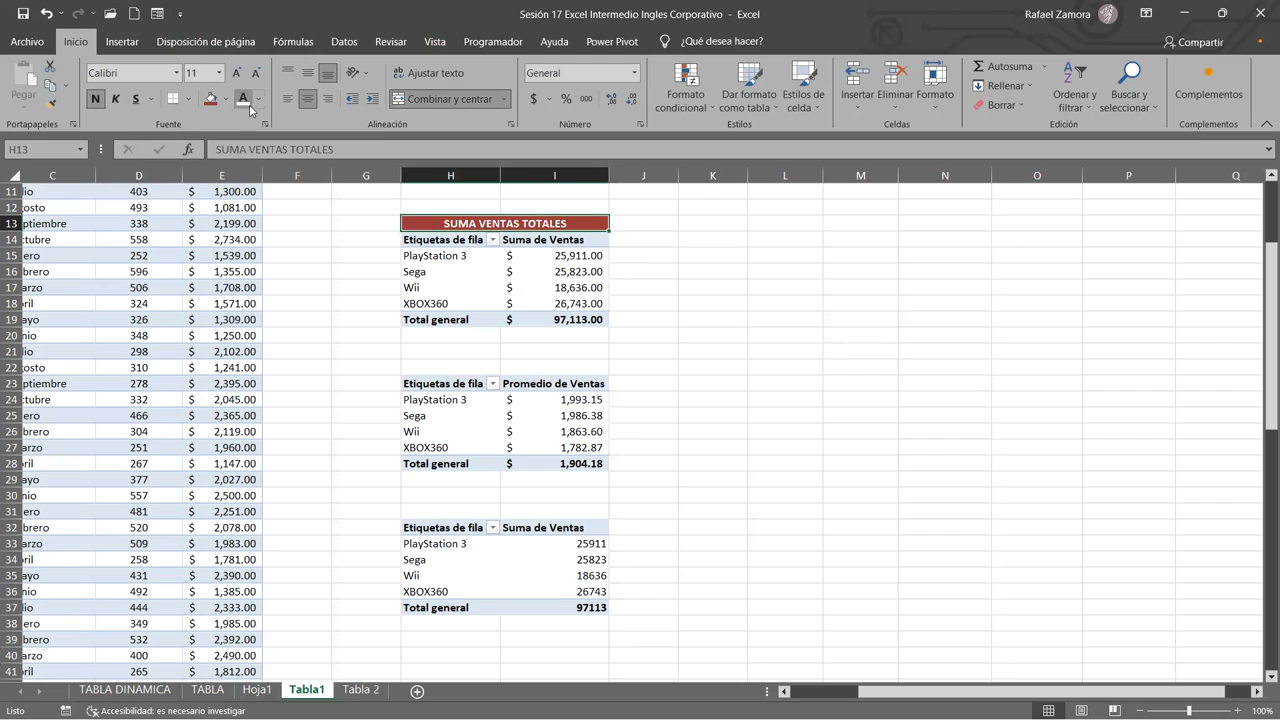 Sesión 17 Excel Intermedio Ingles Corporativo - Excel
Rafael Zamora
Archivo Inicio Insertar Disposición de página Fórmulas Datos Revisar Vista Programador Ayuda Power Pivot ¿Qué desea hacer? Compartir
Pegar
Calibri 11
N K S
Ajustar texto
Combinar y centrar
General
$ % 000
Formato condicional
Dar formato como tabla
Estilos de celda
Insertar Eliminar Formato
Autosuma
Rellenar
Borrar
Ordenar y filtrar
Buscar y seleccionar
Complementos
Portapapeles Fuente Alineación Número Estilos Celdas Edición Complementos
H13 fx SUMA VENTAS TOTALES
C D E F G H I J K L M N O P Q
11 lio 403 $ 1,300.00
12 osto 493 $ 1,081.00
13 ptiembre 338 $ 2,199.00 SUMA VENTAS TOTALES
14 ctubre 558 $ 2,734.00 Etiquetas de fila Suma de Ventas
15 ero 252 $ 1,539.00 PlayStation 3 $ 25,911.00
16 brero 596 $ 1,355.00 Sega $ 25,823.00
17 arzo 506 $ 1,708.00 Wii $ 18,636.00
18 oril 324 $ 1,571.00 XBOX360 $ 26,743.00
19 ayo 326 $ 1,309.00 Total general $ 97,113.00
20 nio 348 $ 1,250.00
21 lio 298 $ 2,102.00
22 osto 310 $ 1,241.00
23 ptiembre 278 $ 2,395.00 Etiquetas de fila Promedio de Ventas
24 ctubre 332 $ 2,045.00 PlayStation 3 $ 1,993.15
25 ero 466 $ 2,365.00 Sega $ 1,986.38
26 brero 304 $ 2,119.00 Wii $ 1,863.60
27 arzo 251 $ 1,960.00 XBOX360 $ 1,782.87
28 oril 267 $ 1,147.00 Total general $ 1,904.18
29 ayo 377 $ 2,027.00
30 nio 557 $ 2,500.00
31 ero 481 $ 2,251.00
32 brero 520 $ 2,078.00 Etiquetas de fila Suma de Ventas
33 arzo 509 $ 1,983.00 PlayStation 3 25911
34 oril 258 $ 1,781.00 Sega 25823
35 ayo 431 $ 2,390.00 Wii 18636
36 nio 492 $ 1,385.00 XBOX360 26743
37 lio 444 $ 2,333.00 Total general 97113
38 ero 349 $ 1,985.00
39 brero 532 $ 2,392.00
40 arzo 400 $ 2,490.00
41 oril 265 $ 1,812.00
TABLA DINAMICA TABLA Hoja1 Tabla1 Tabla 2
Listo Accesibilidad: es necesario investigar 100%